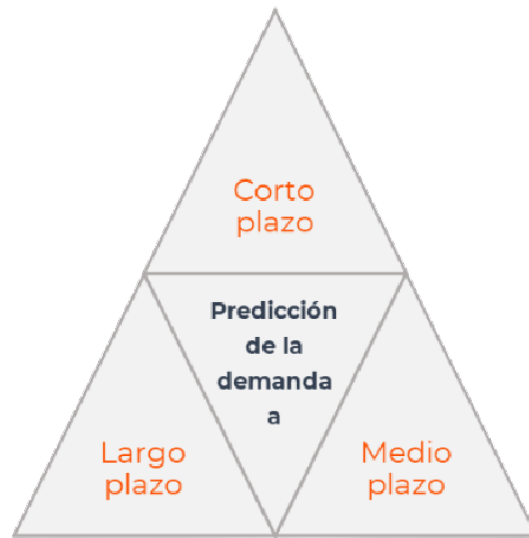 Corto
plazo
Predicción
de la
demanda
a
Largo
plazo
Medio
plazo